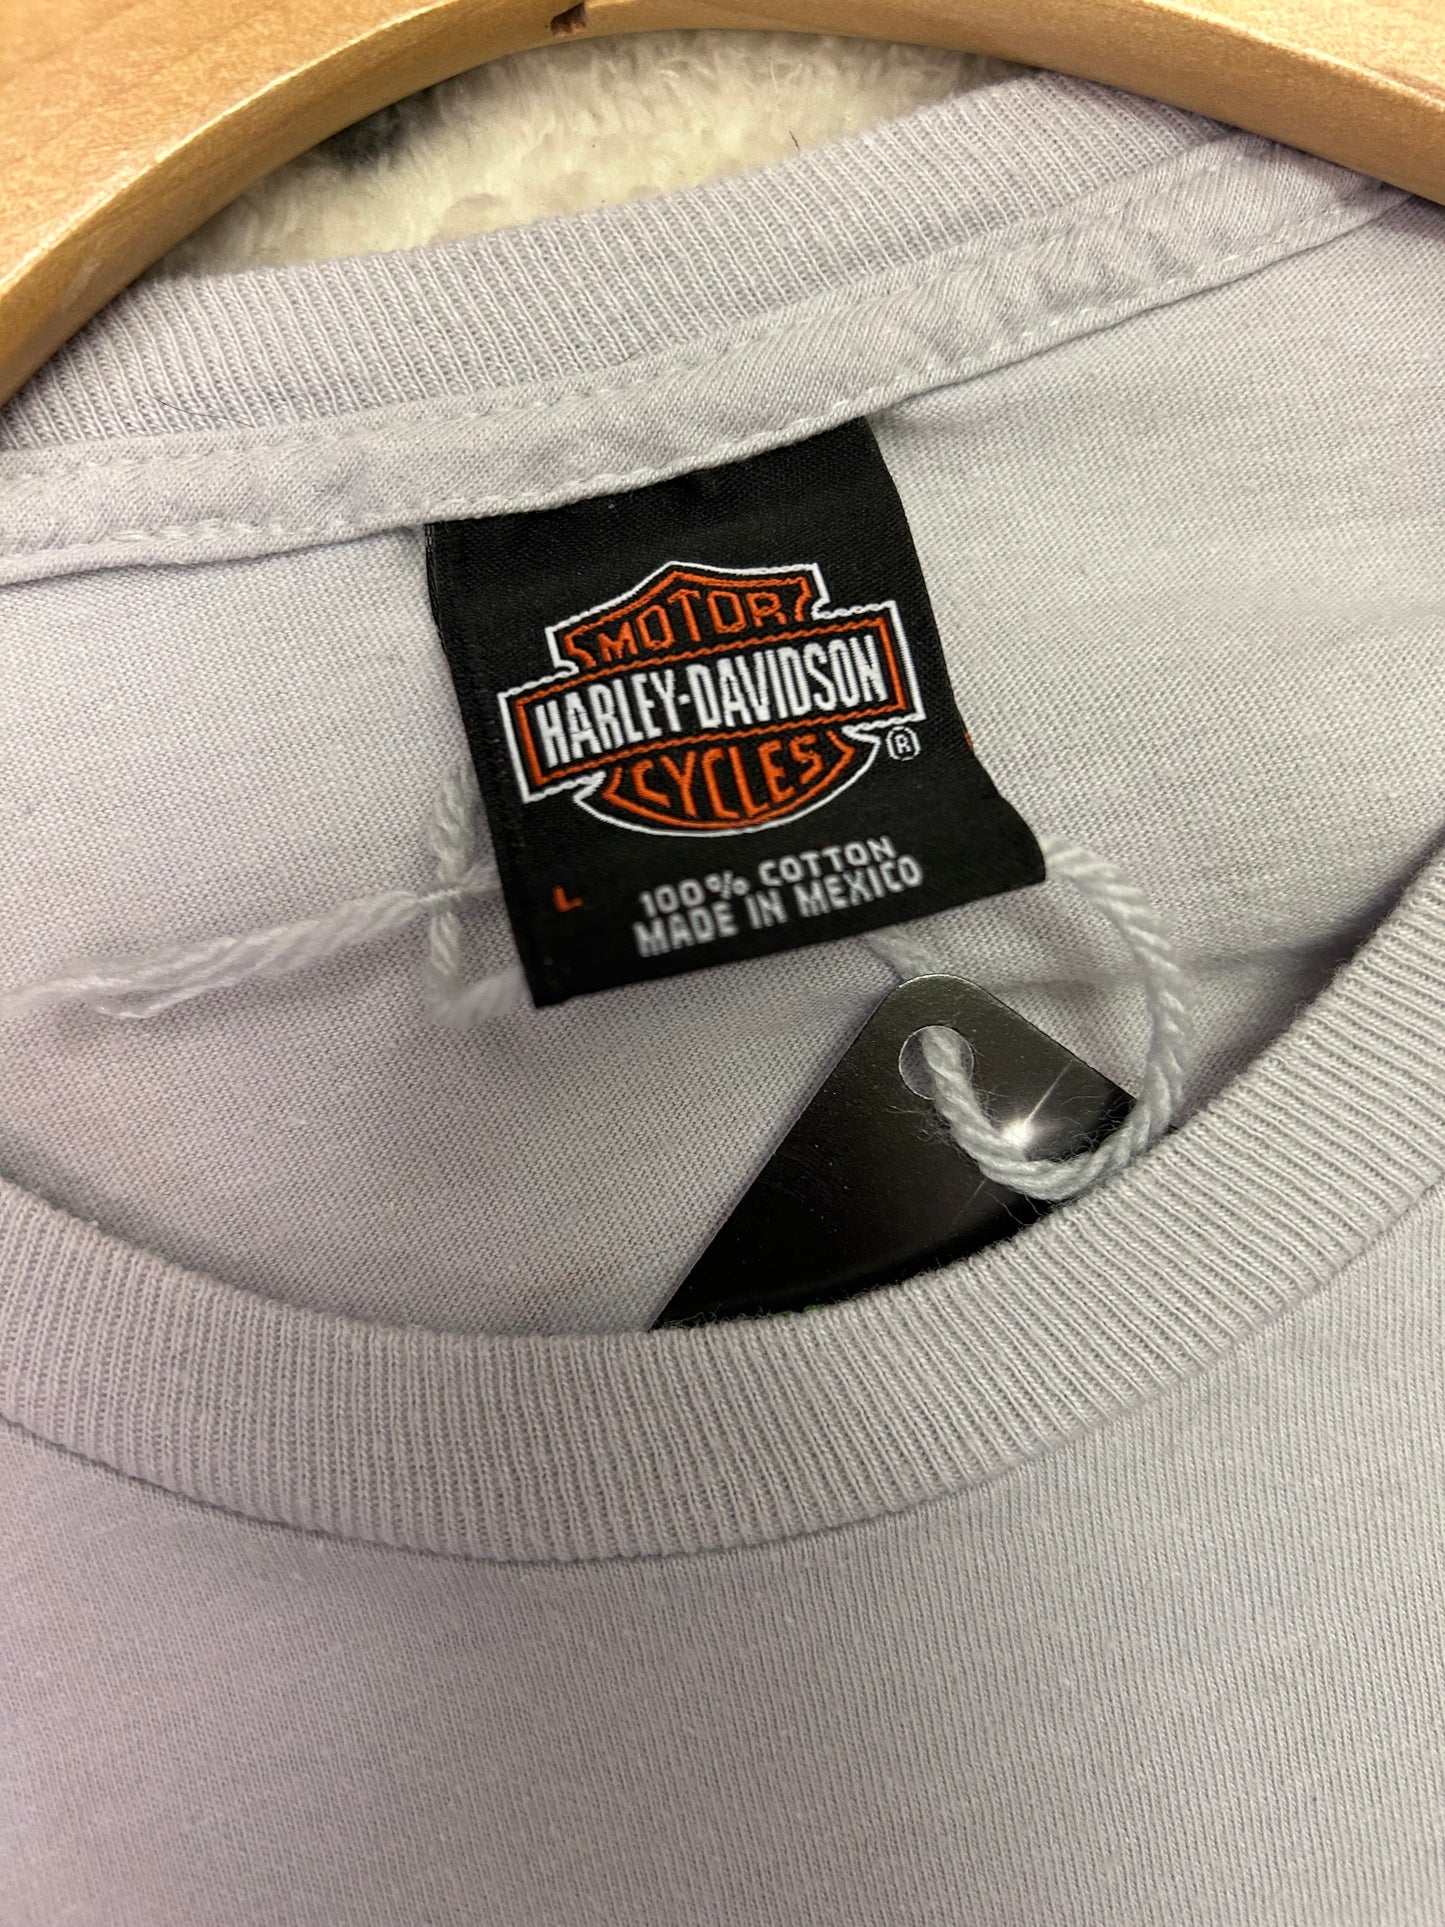 MOTOR
HARLEY-DAVIDSON
CYCLES
®
L
100% COTTON
MADE IN MEXICO